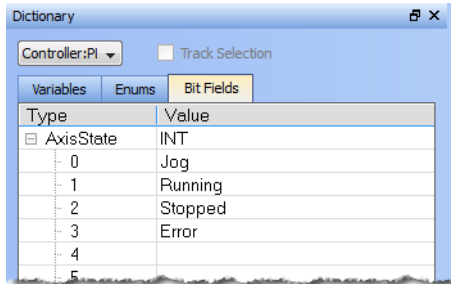 Dictionary
Controller:PI Track Selection
Variables Enums Bit Fields
Type Value
AxisState INT
0 Jog
1 Running
2 Stopped
3 Error
4
5